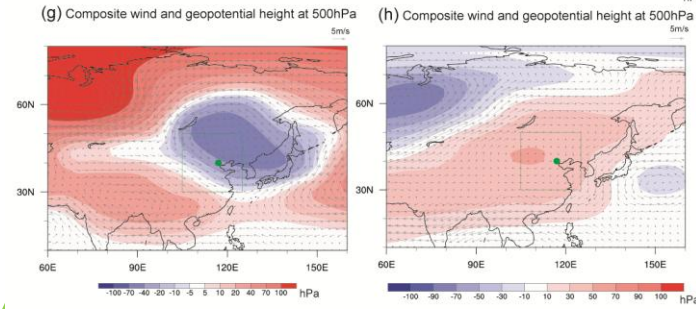 (g) Composite wind and geopotential height at 500hPa
5m/s
60N
30N
60E 90E 120E 150E
-100 -70 -40 -20 -10 -5 5 10 20 40 70 100 hPa
(h) Composite wind and geopotential height at 500hPa
5m/s
60N
30N
60E 90E 120E 150E
-100 -90 -70 -50 -30 -10 10 30 50 70 90 100 hPa